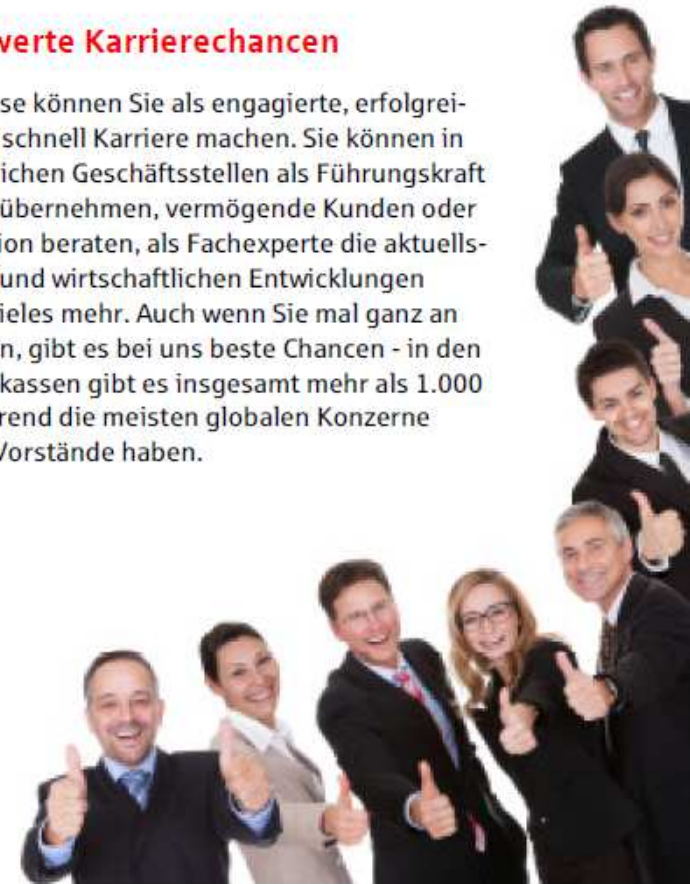 werte Karrierechancen
se können Sie als engagierte, erfolgrei-
schnell Karriere machen. Sie können in
ichen Geschäftsstellen als Führungskraft
übernehmen, vermögende Kunden oder
ion beraten, als Fachexperte die aktuells-
und wirtschaftlichen Entwicklungen
ieles mehr. Auch wenn Sie mal ganz an
n, gibt es bei uns beste Chancen - in den
kassen gibt es insgesamt mehr als 1.000
rend die meisten globalen Konzerne
Vorstände haben.